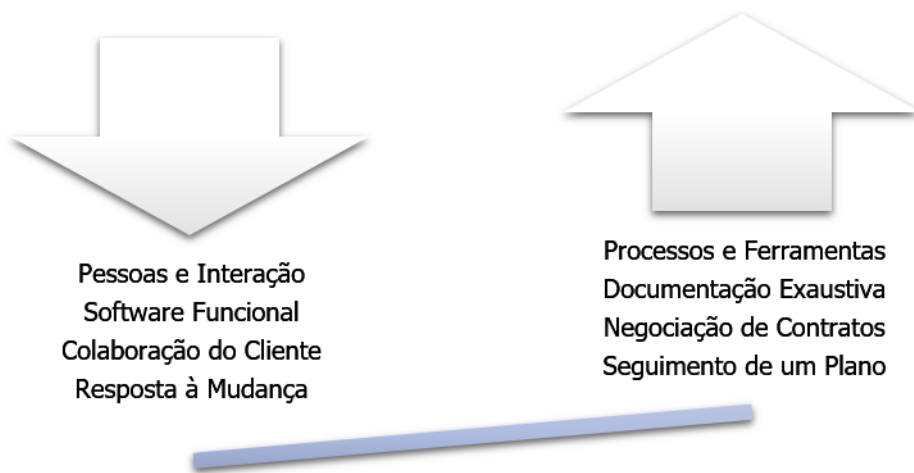 Pessoas e Interação
Software Funcional
Colaboração do Cliente
Resposta à Mudança
Processos e Ferramentas
Documentação Exaustiva
Negociação de Contratos
Seguimento de um Plano